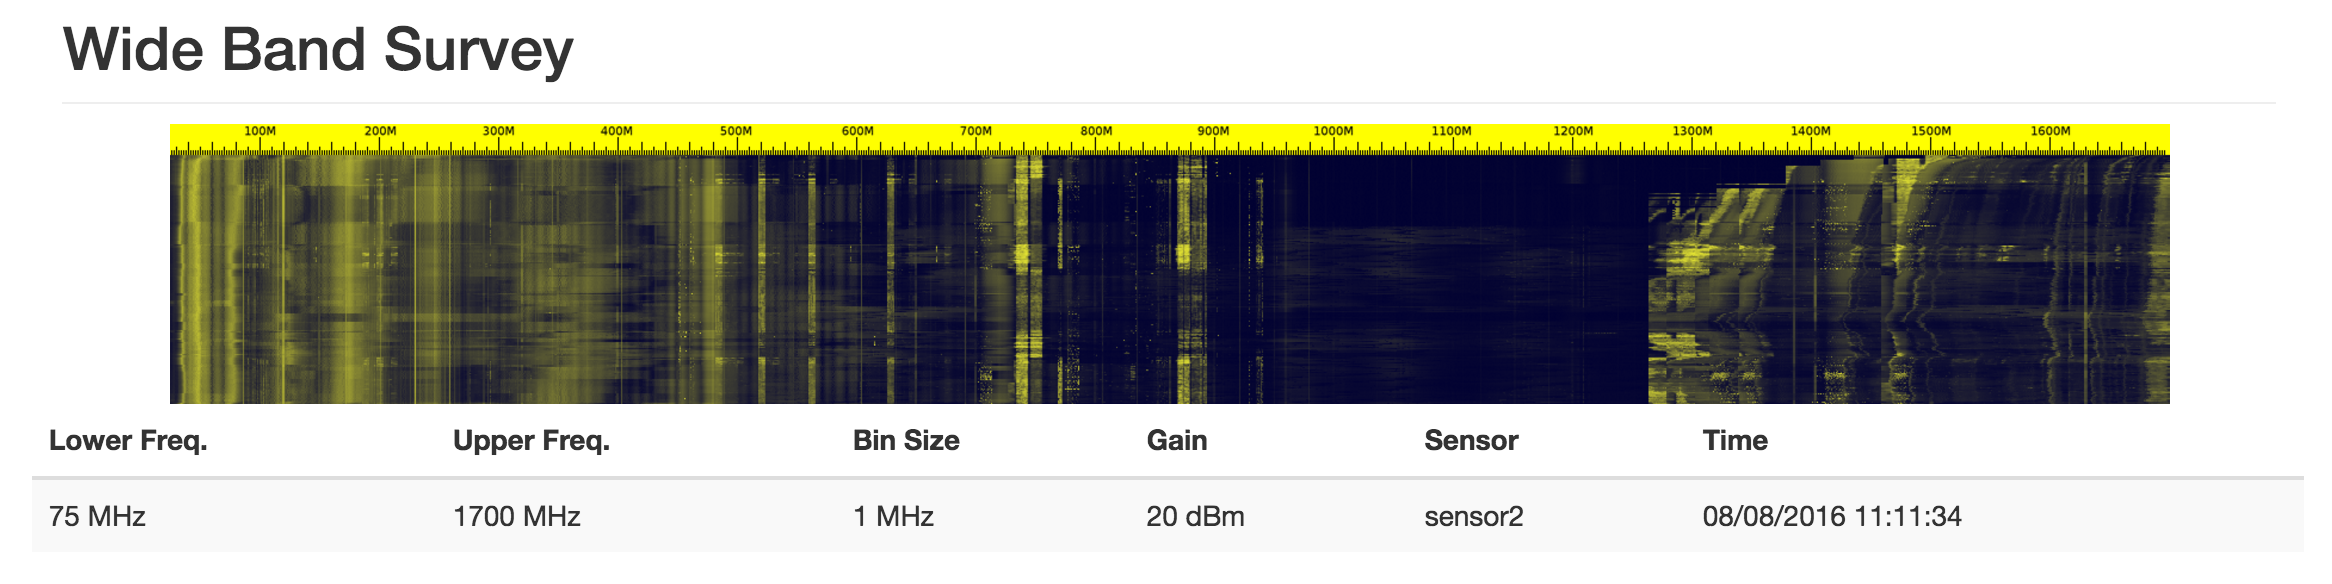 Wide Band Survey
100M 200M 300M 400M 500M 600M 700M 800M 900M 1000M 1100M 1200M 1300M 1400M 1500M 1600M
Lower Freq. Upper Freq. Bin Size Gain Sensor Time
75 MHz 1700 MHz 1 MHz 20 dBm sensor2 08/08/2016 11:11:34